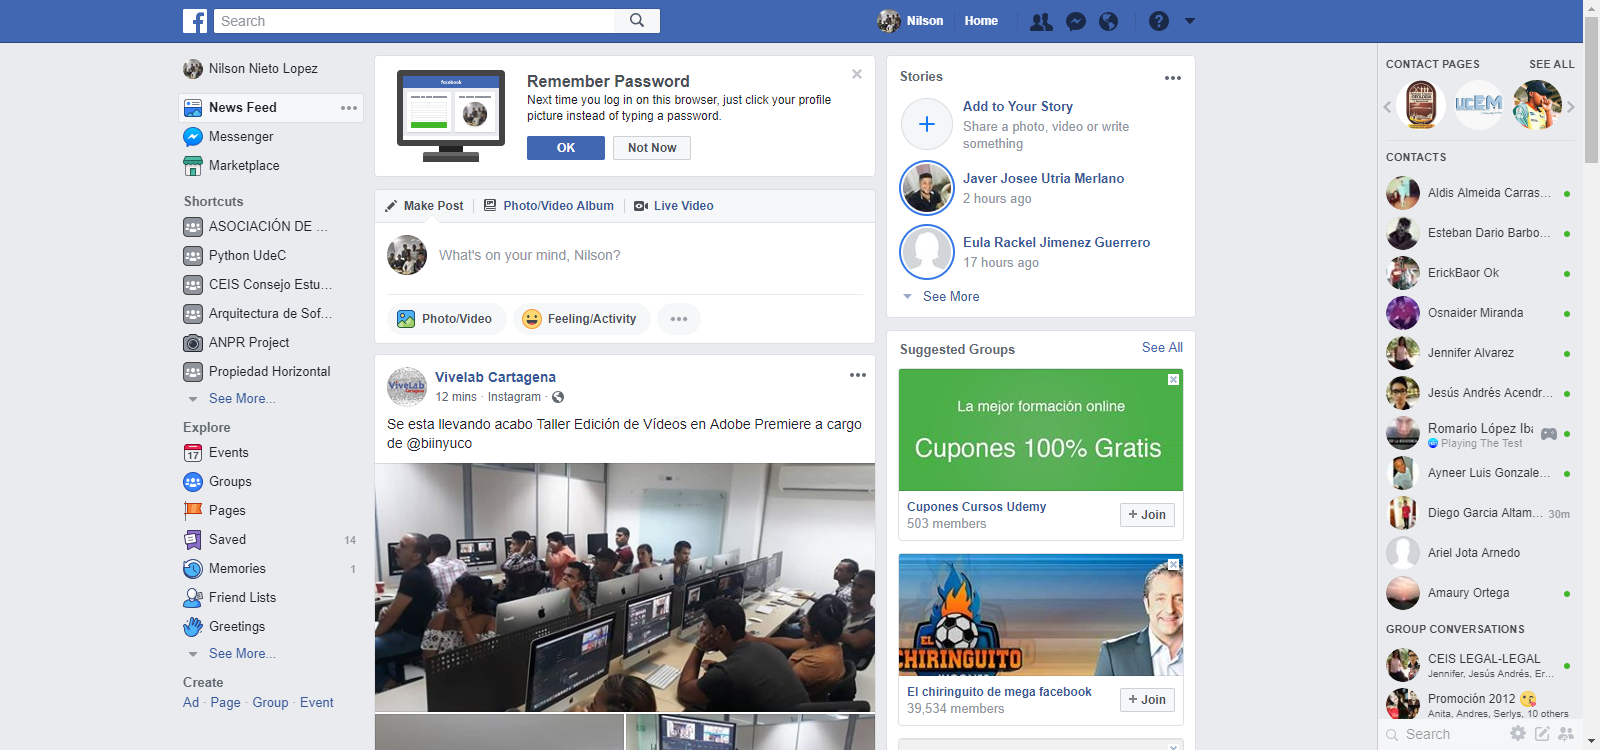 Search
Nilson
Home
Nilson Nieto Lopez
News Feed
Messenger
Marketplace
Shortcuts
ASOCIACIÓN DE ...
Python UdeC
CEIS Consejo Estu...
Arquitectura de Sof...
ANPR Project
Propiedad Horizontal
See More...
Explore
17 Events
Groups
Pages
Saved 14
Memories 1
Friend Lists
Greetings
See More...
Create
Ad · Page · Group · Event
facebook
Remember Password
Next time you log in on this browser, just click your profile
picture instead of typing a password.
OK
Not Now
Make Post
Photo/Video Album
Live Video
What's on your mind, Nilson?
Photo/Video
Feeling/Activity
ViveLab
Cartagena
Vivelab Cartagena
12 mins · Instagram ·
Se esta llevando acabo Taller Edición de Vídeos en Adobe Premiere a cargo
de @biinyuco
Stories
Add to Your Story
Share a photo, video or write
something
Javer Josee Utria Merlano
2 hours ago
Eula Rackel Jimenez Guerrero
17 hours ago
See More
Suggested Groups
See All
La mejor formación online
Cupones 100% Gratis
Cupones Cursos Udemy
503 members
+ Join
EL
CHIRINGUITO
El chiringuito de mega facebook
39,534 members
+ Join
CONTACT PAGES
SEE ALL
UCEM
CONTACTS
Aldis Almeida Carras...
Esteban Dario Barbo...
ErickBaor Ok
Osnaider Miranda
Jennifer Alvarez
Jesús Andrés Acendr...
Romario López Iba
Playing The Test
Ayneer Luis Gonzale...
Diego Garcia Altam... 30m
Ariel Jota Arnedo
Amaury Ortega
GROUP CONVERSATIONS
CEIS LEGAL-LEGAL
Jennifer, Jesús Andrés, Er...
Promoción 2012 😘
Anita, Andres, Serlys, 10 others
Search